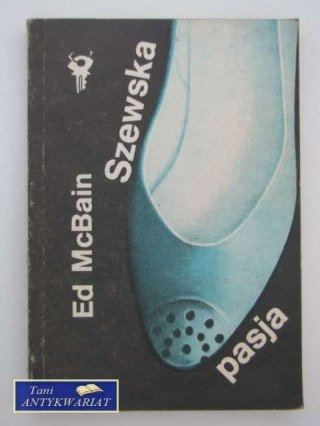 Ed McBain
Szewska
pasja
Tani
ANTYKWARIAT